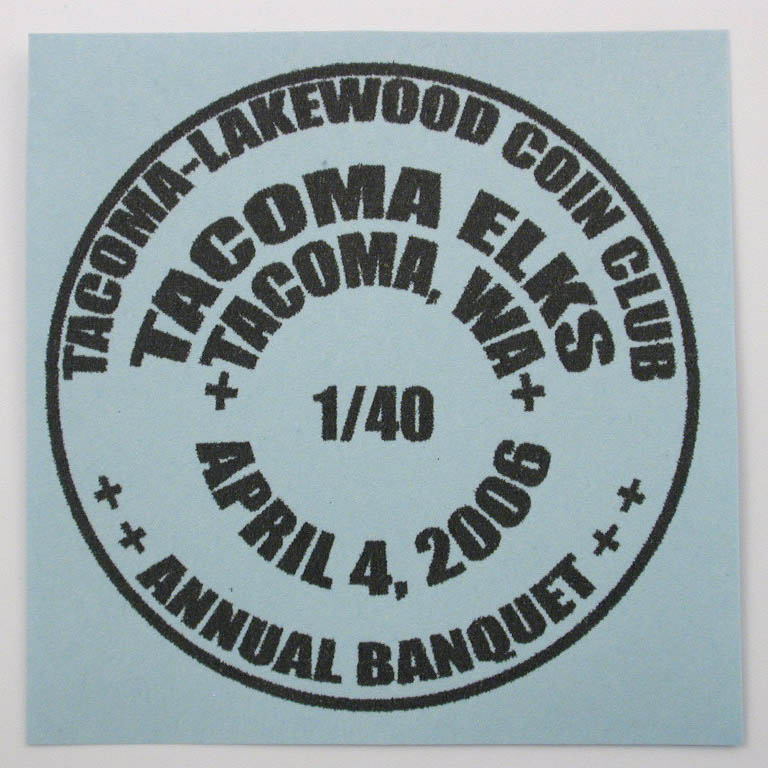 TACOMA-LAKEWOOD COIN CLUB
TACOMA ELKS
+TACOMA, WA+
1/40
APRIL 4, 2006
++ ANNUAL BANQUET ++